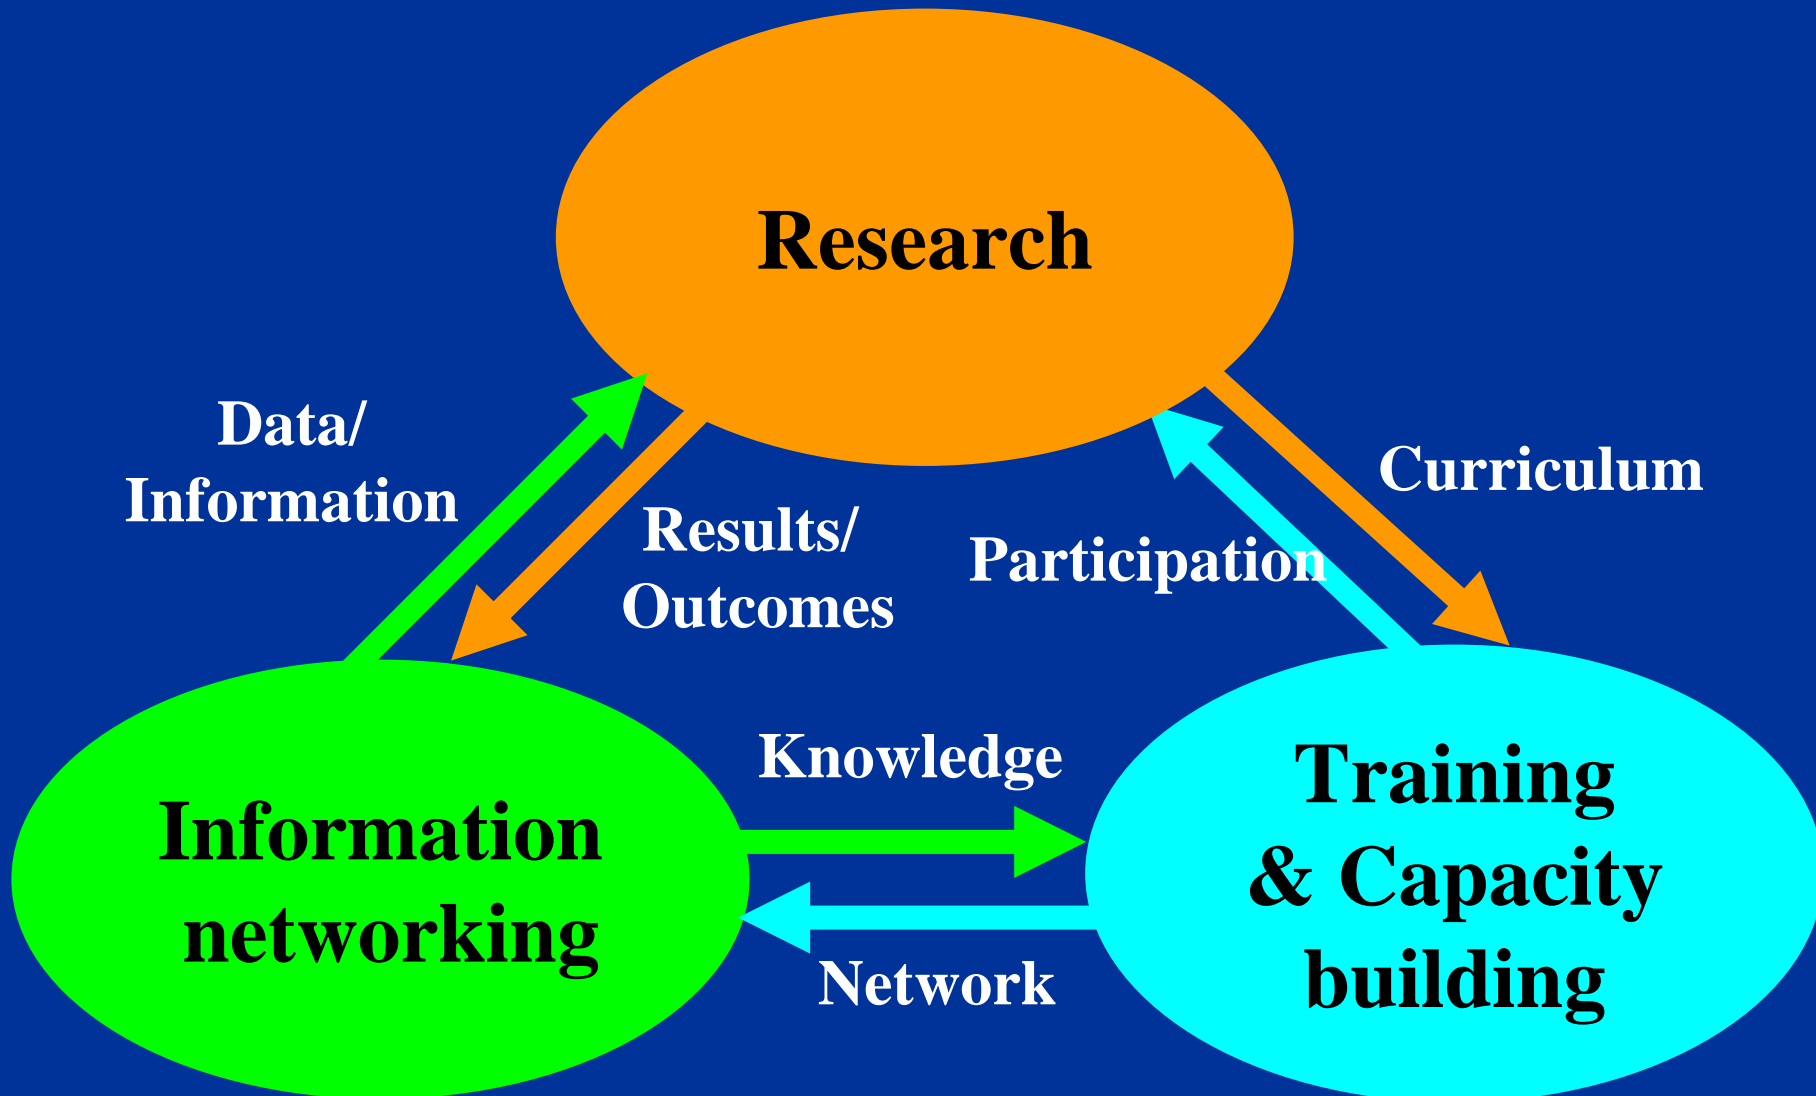 Research
Data/
Information
Results/
Outcomes
Participation
Curriculum
Knowledge
Information
networking
Training
& Capacity
building
Network